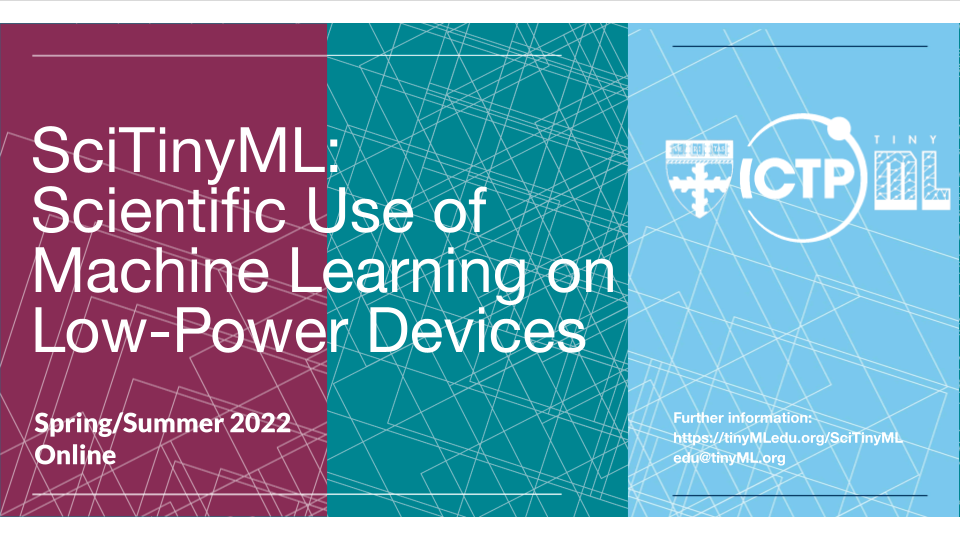 SciTinyML:
Scientific Use of
Machine Learning on
Low-Power Devices
Spring/Summer 2022
Online
ICTP
TINY
ML
Further information:
https://tinyMLedu.org/SciTinyML
edu@tinyML.org